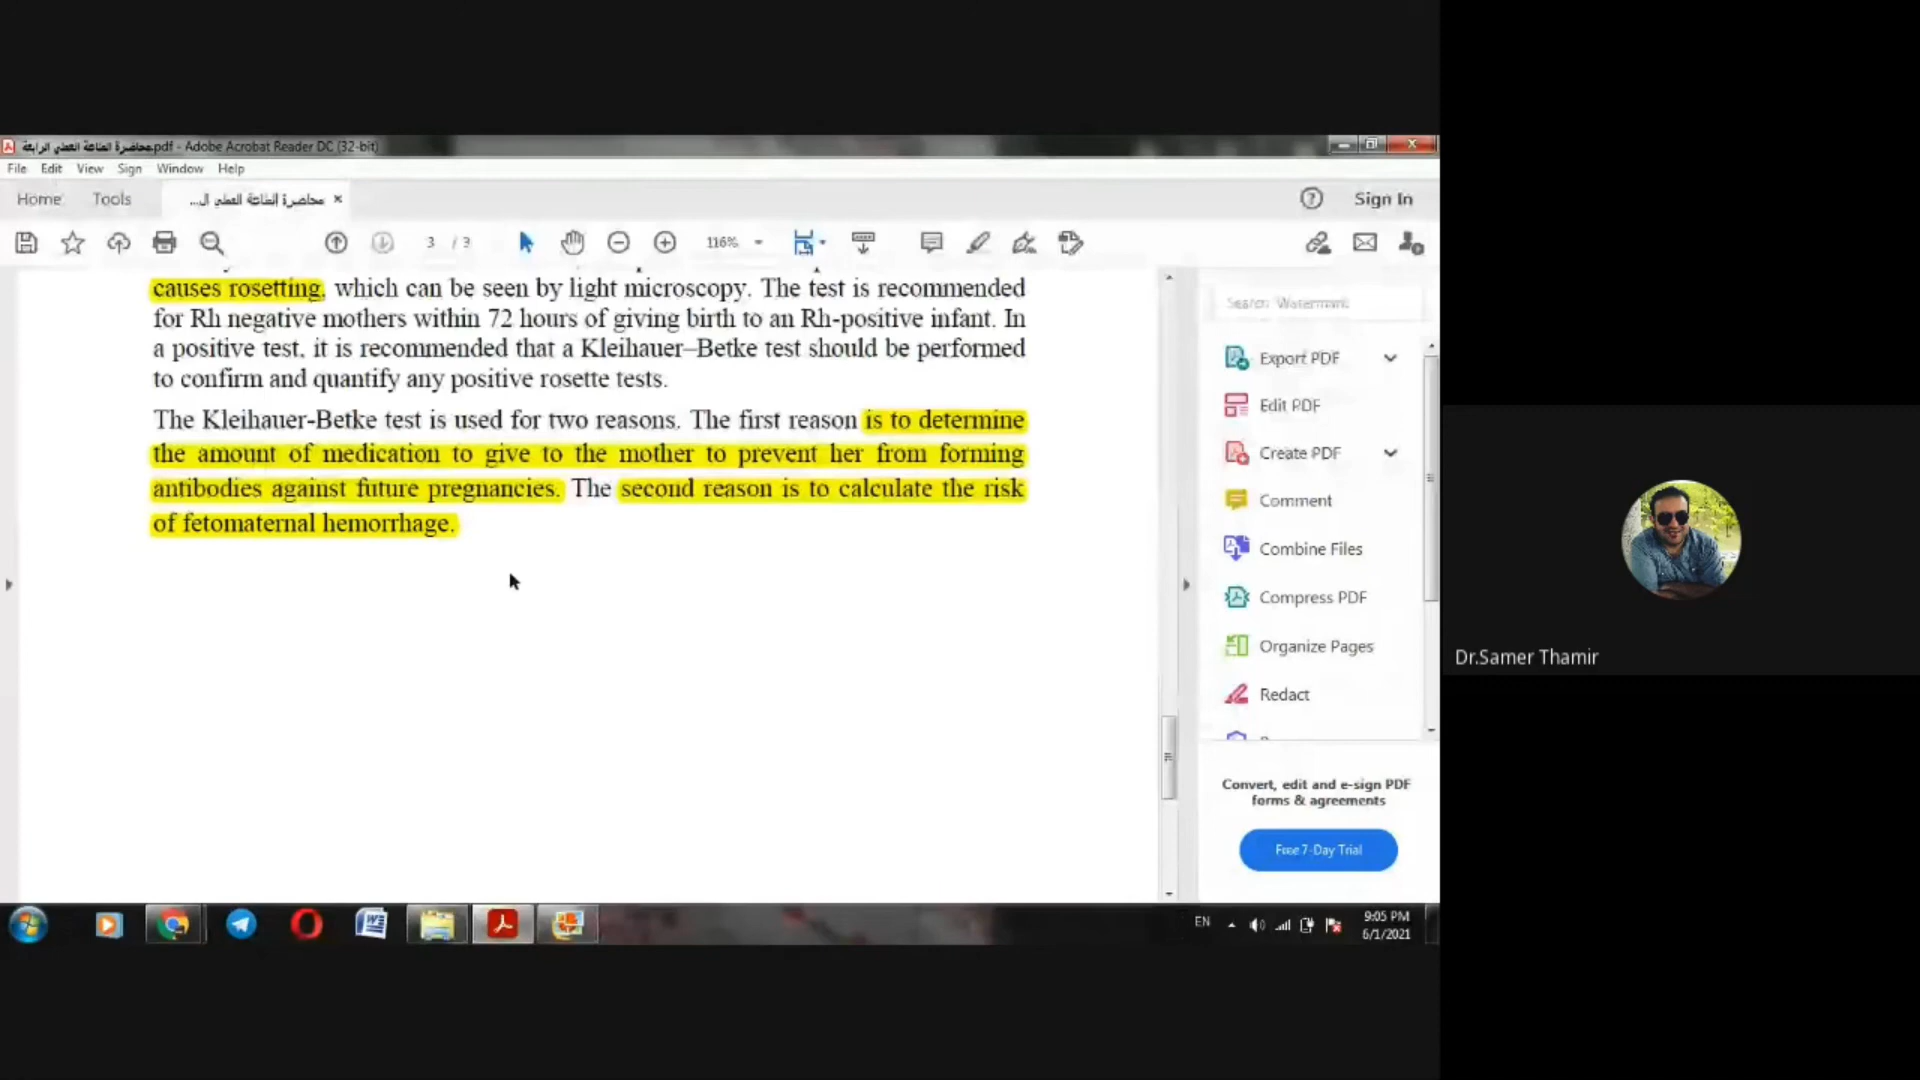 محاضرة المناعة العملي الرابعة.pdf - Adobe Acrobat Reader DC (32-bit)
File Edit View Sign Window Help
Home Tools محاضرة المناعة العملي ال... × Sign In
3 / 3 116%
causes rosetting, which can be seen by light microscopy. The test is recommended
for Rh negative mothers within 72 hours of giving birth to an Rh-positive infant. In
a positive test, it is recommended that a Kleihauer–Betke test should be performed
to confirm and quantify any positive rosette tests.
The Kleihauer-Betke test is used for two reasons. The first reason is to determine
the amount of medication to give to the mother to prevent her from forming
antibodies against future pregnancies. The second reason is to calculate the risk
of fetomaternal hemorrhage.
Search 'Watermark'
Export PDF
Edit PDF
Create PDF
Comment
Combine Files
Compress PDF
Organize Pages
Redact
Convert, edit and e-sign PDF
forms & agreements
Free 7-Day Trial
EN
9:05 PM
6/1/2021
Dr.Samer Thamir